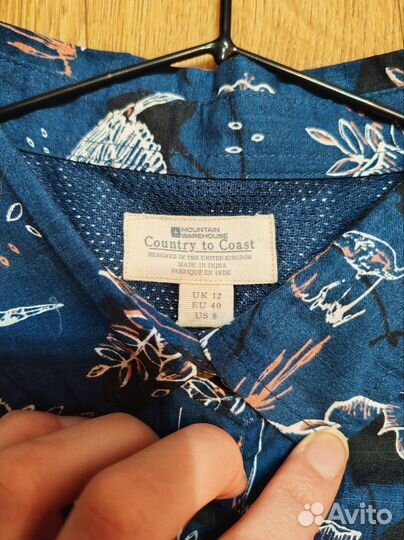 MOUNTAIN
WAREHOUSE
Country to Coast
DESIGNED IN THE UNITED KINGDOM
MADE IN INDIA
FABRIQUÉ EN INDE
UK 12
EU 40
US 8
Avito